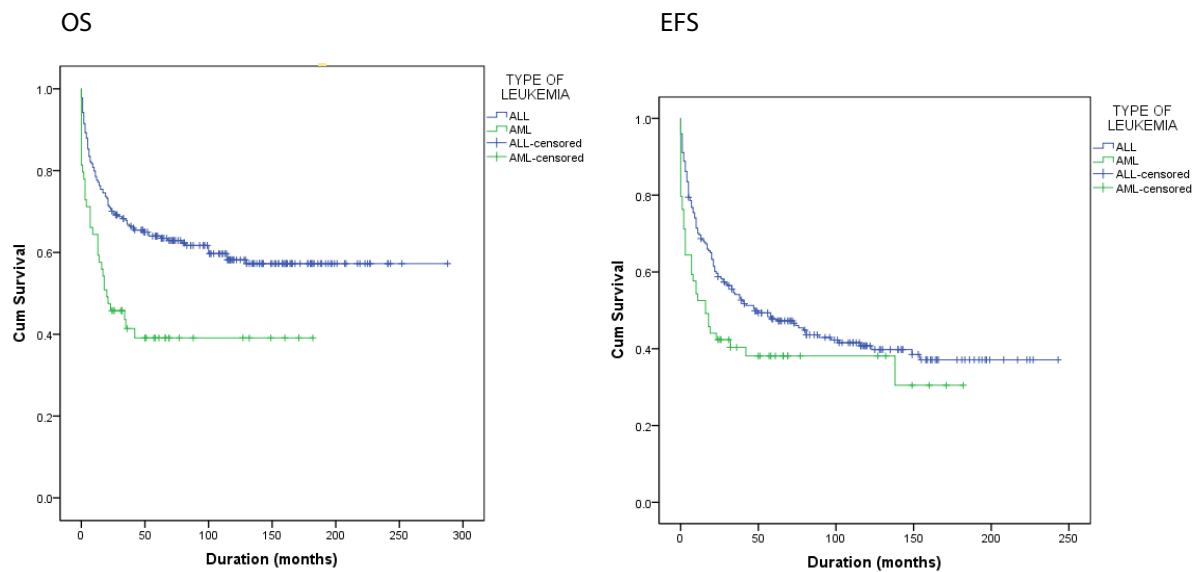 OS
EFS
TYPE OF
LEUKEMIA
ALL
AML
ALL-censored
AML-censored
1.0
0.8
0.6
0.4
0.2
0.0
Cum Survival
0
50
100
150
200
250
300
Duration (months)
TYPE OF
LEUKEMIA
ALL
AML
ALL-censored
AML-censored
1.0
0.8
0.6
0.4
0.2
0.0
Cum Survival
0
50
100
150
200
250
Duration (months)